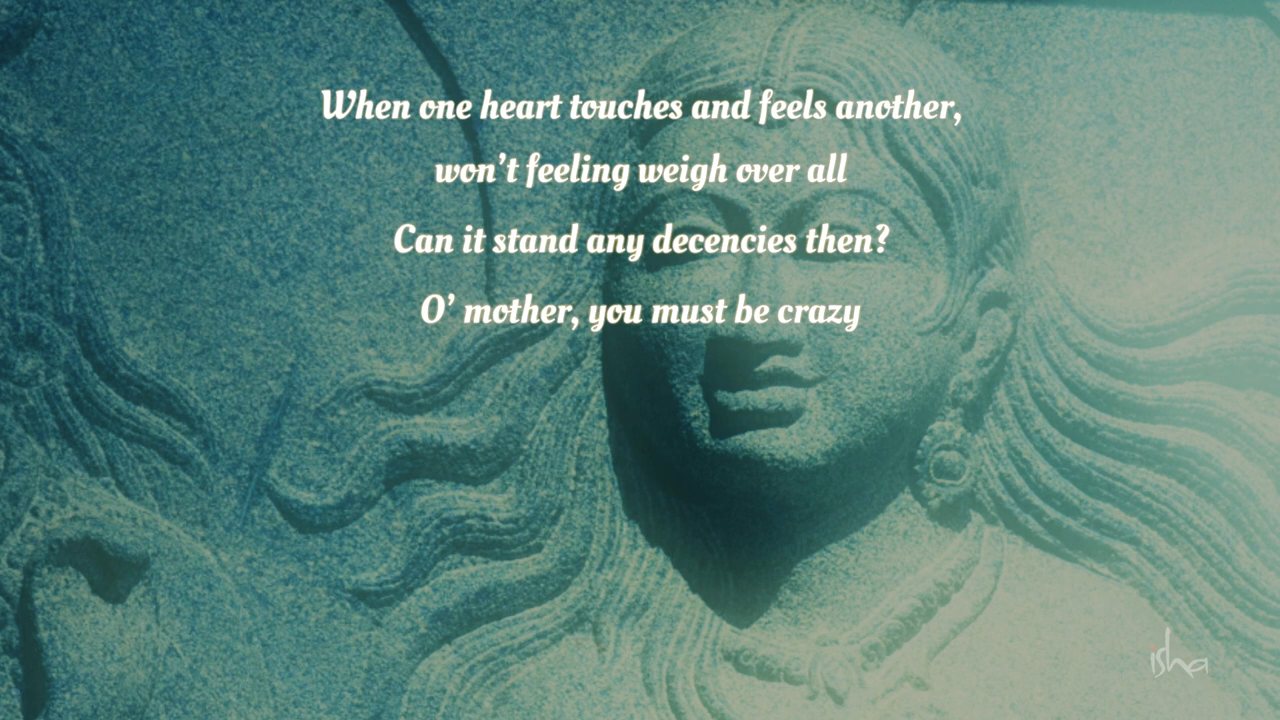 When one heart touches and feels another,
won’t feeling weigh over all
Can it stand any decencies then?
O’ mother, you must be crazy
isha